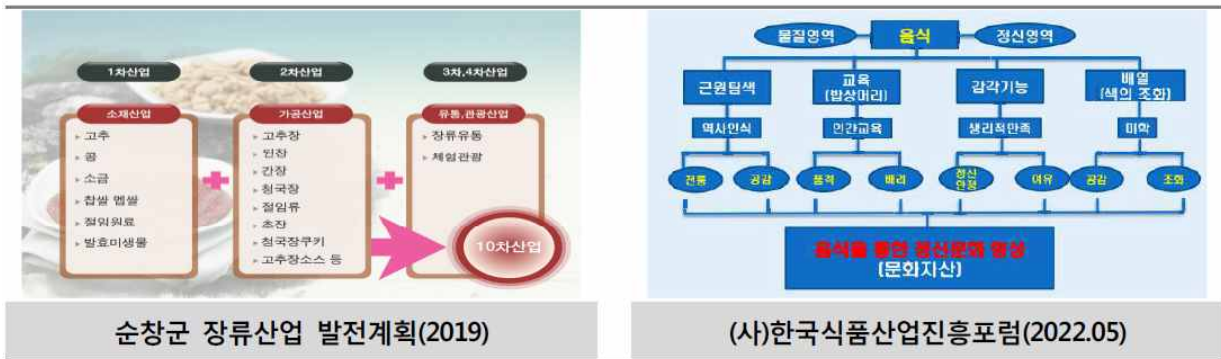 1차산업
소재산업
▸ 고추
▸ 콩
▸ 소금
▸ 찹쌀 멥쌀
▸ 절임원료
▸ 발효미생물
2차산업
가공산업
▸ 고추장
▸ 된장
▸ 간장
▸ 청국장
▸ 절임류
▸ 초장
▸ 청국장쿠키
▸ 고추장소스 등
3차,4차산업
유통,관광산업
▸ 장류유통
▸ 체험관광
10차산업
순창군 장류산업 발전계획(2019)
물질영역 음식 정신영역
근원탐색 교육 감각기능 배열
(밥상머리) (색의 조화)
역사인식 인간교육 생리적만족 미학
전통 공감 품격 배려 정신 여유 공감 조화
안정
음식을 통한 정신문화 형성
(문화자산)
(사)한국식품산업진흥포럼(2022.05)